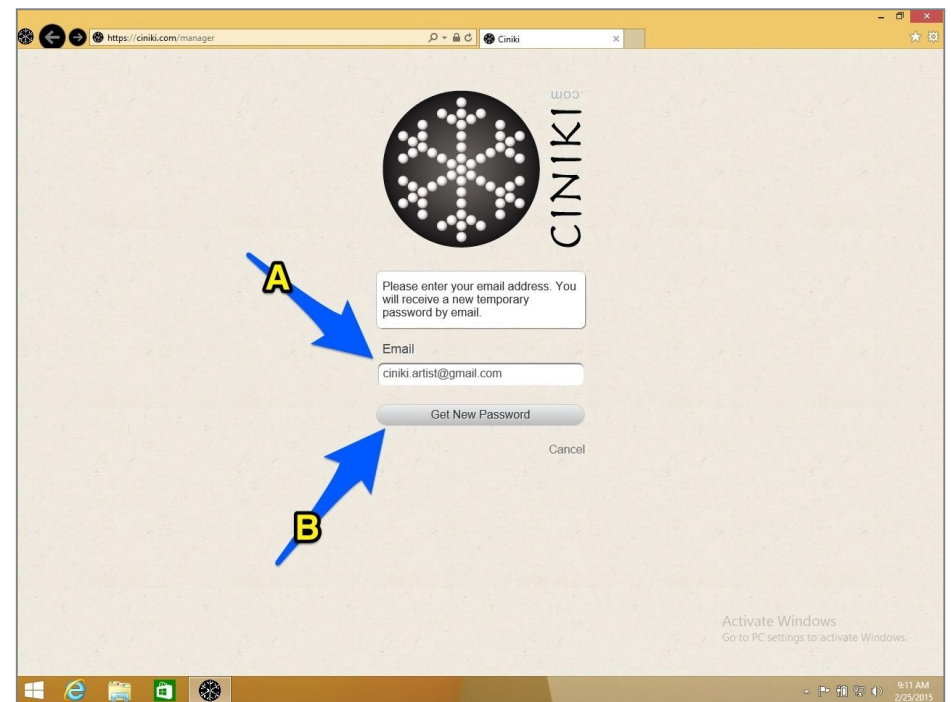 https://ciniki.com/manager
Ciniki
.com
CINIKI
A
Please enter your email address. You
will receive a new temporary
password by email.
Email
ciniki.artist@gmail.com
Get New Password
Cancel
B
Activate Windows
Go to PC settings to activate Windows.
9:11 AM
2/25/2015